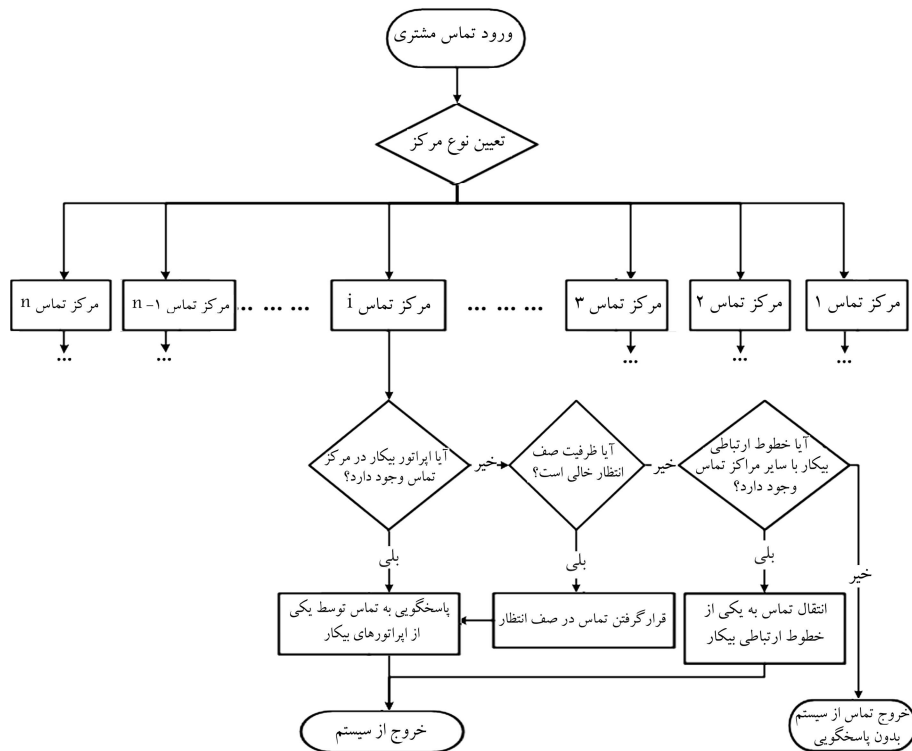 ورود تماس مشتری
تعیین نوع مرکز
مرکز تماس ۱
مرکز تماس ۲
مرکز تماس ۳
... ... ...
مرکز تماس i
... ... ...
مرکز تماس n-۱
مرکز تماس n
...
...
...
...
...
آیا اپراتور بیکار در مرکز
تماس وجود دارد؟
خیر
آیا ظرفیت صف
انتظار خالی است؟
خیر
آیا خطوط ارتباطی
بیکار با سایر مراکز تماس
وجود دارد؟
بلی
بلی
بلی
خیر
پاسخگویی به تماس توسط یکی
از اپراتورهای بیکار
قرارگرفتن تماس در صف انتظار
انتقال تماس به یکی از
خطوط ارتباطی بیکار
خروج از سیستم
خروج تماس از سیستم
بدون پاسخگویی